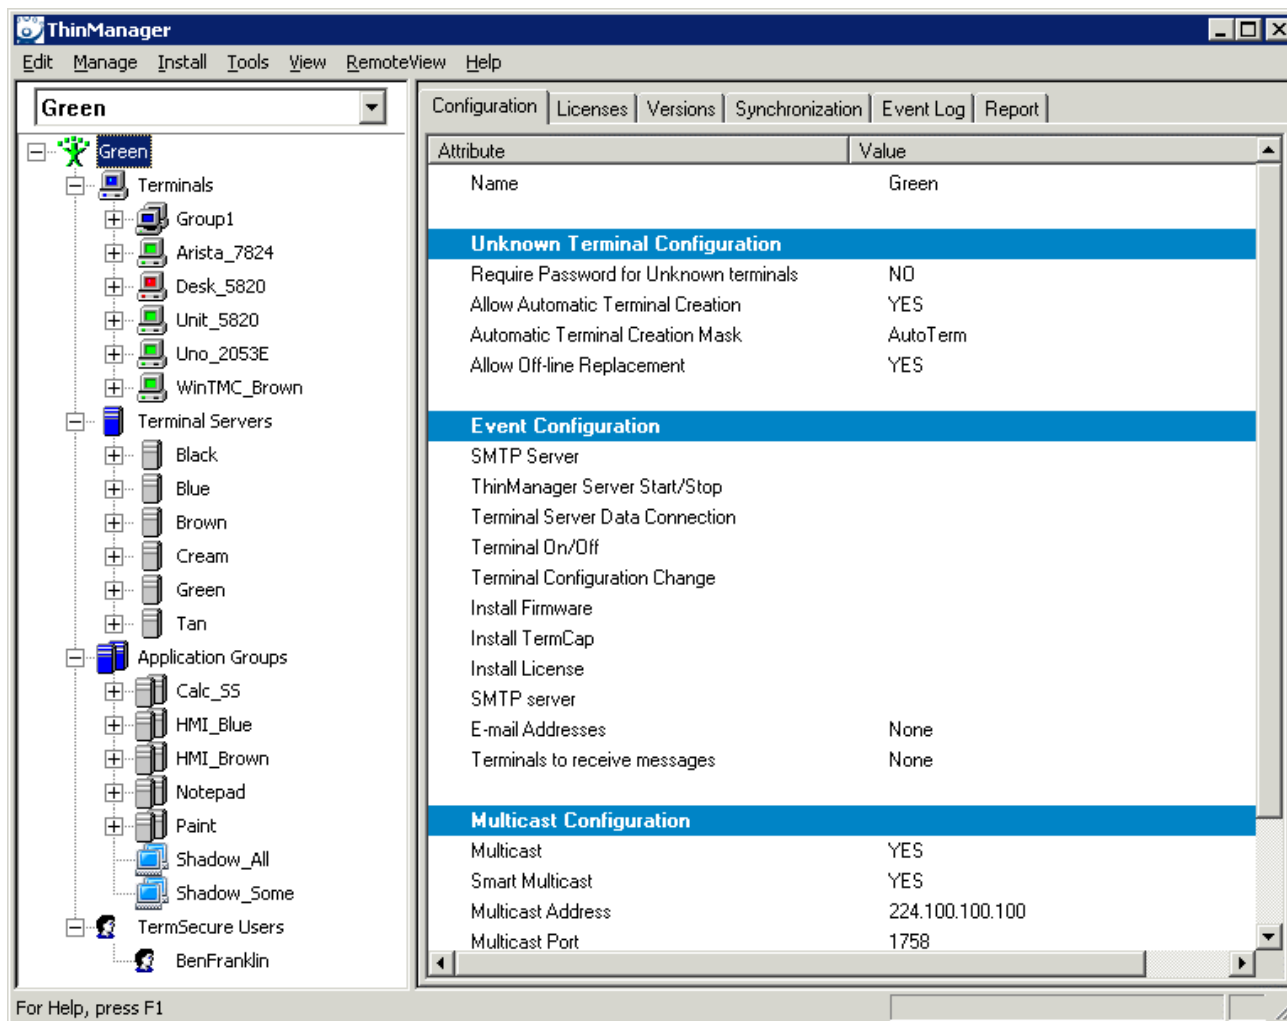 ThinManager
Edit Manage Install Tools View RemoteView Help
Green
Green
Terminals
Group1
Arista_7824
Desk_5820
Unit_5820
Uno_2053E
WinTMC_Brown
Terminal Servers
Black
Blue
Brown
Cream
Green
Tan
Application Groups
Calc_SS
HMI_Blue
HMI_Brown
Notepad
Paint
Shadow_All
Shadow_Some
TermSecure Users
BenFranklin
Configuration Licenses Versions Synchronization Event Log Report
Attribute Value
Name Green
Unknown Terminal Configuration
Require Password for Unknown terminals NO
Allow Automatic Terminal Creation YES
Automatic Terminal Creation Mask AutoTerm
Allow Off-line Replacement YES
Event Configuration
SMTP Server
ThinManager Server Start/Stop
Terminal Server Data Connection
Terminal On/Off
Terminal Configuration Change
Install Firmware
Install TermCap
Install License
SMTP server
E-mail Addresses None
Terminals to receive messages None
Multicast Configuration
Multicast YES
Smart Multicast YES
Multicast Address 224.100.100.100
Multicast Port 1758
For Help, press F1